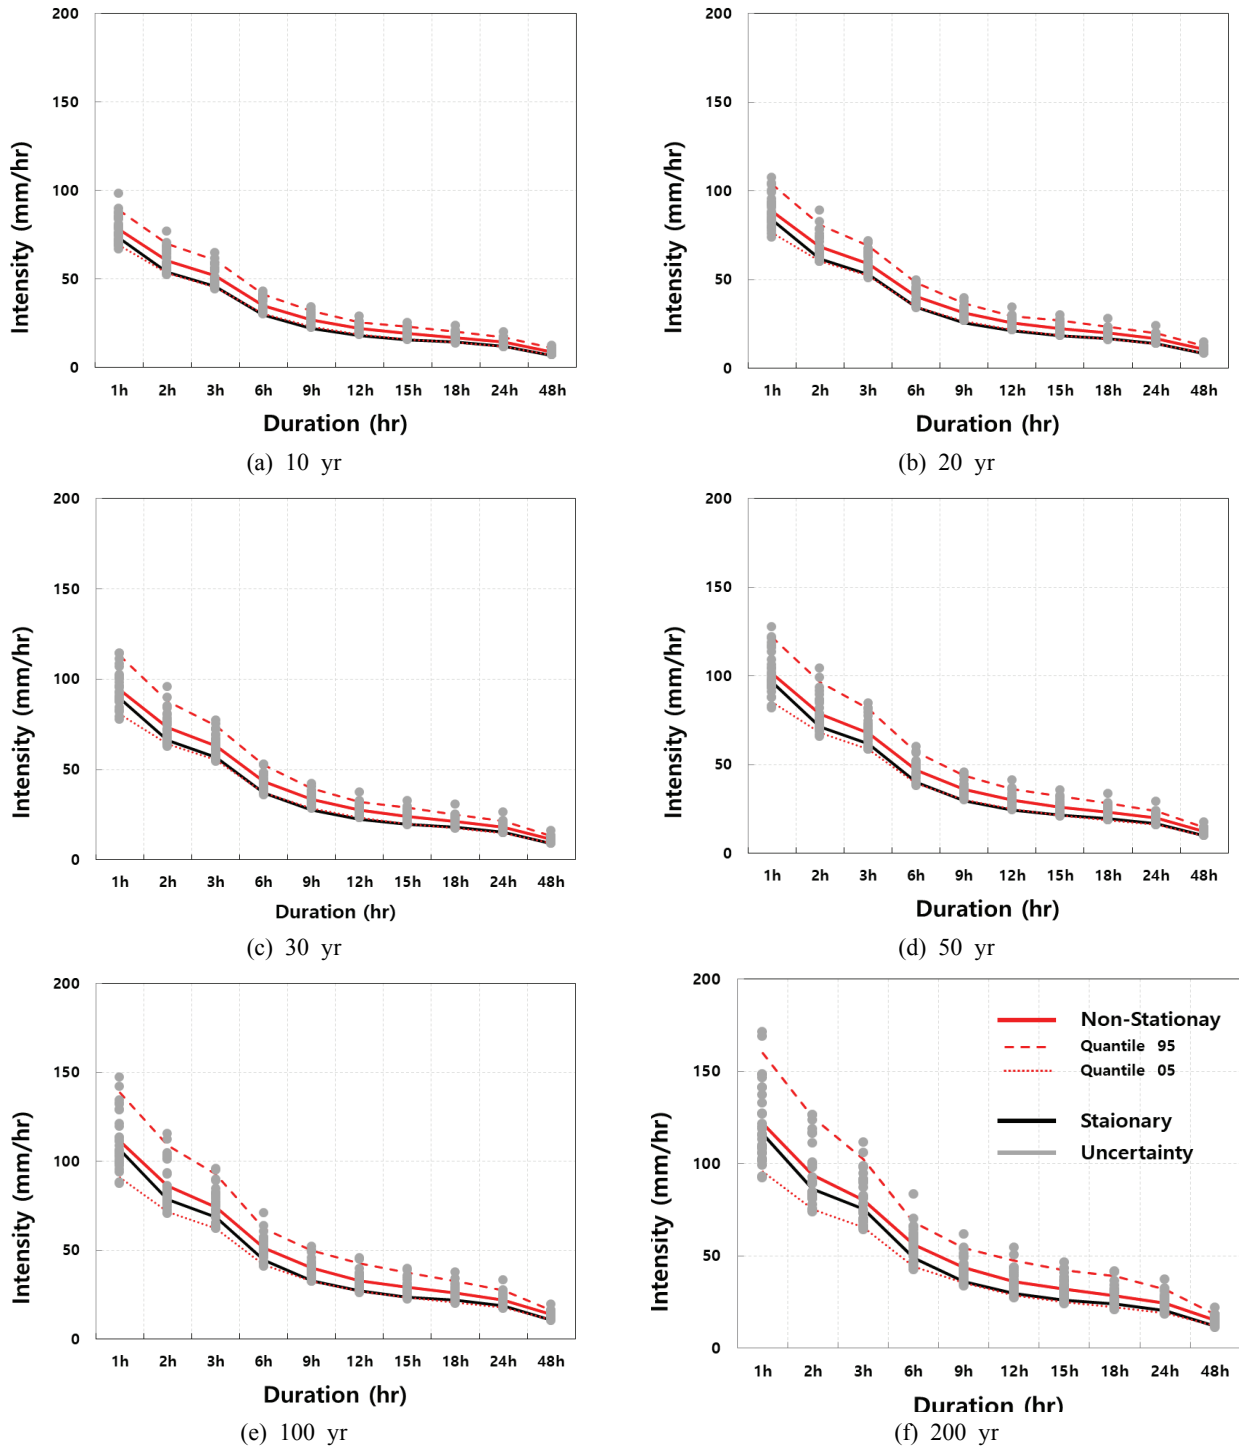 200
150
100
50
0
Intensity (mm/hr)
1h 2h 3h 6h 9h 12h 15h 18h 24h 48h
Duration (hr)
(a) 10 yr
200
150
100
50
0
Intensity (mm/hr)
1h 2h 3h 6h 9h 12h 15h 18h 24h 48h
Duration (hr)
(b) 20 yr
200
150
100
50
0
Intensity (mm/hr)
1h 2h 3h 6h 9h 12h 15h 18h 24h 48h
Duration (hr)
(c) 30 yr
200
150
100
50
0
Intensity (mm/hr)
1h 2h 3h 6h 9h 12h 15h 18h 24h 48h
Duration (hr)
(d) 50 yr
200
150
100
50
0
Intensity (mm/hr)
1h 2h 3h 6h 9h 12h 15h 18h 24h 48h
Duration (hr)
(e) 100 yr
200
150
100
50
0
Intensity (mm/hr)
Non-Stationay
Quantile 95
Quantile 05
Staionary
Uncertainty
1h 2h 3h 6h 9h 12h 15h 18h 24h 48h
Duration (hr)
(f) 200 yr